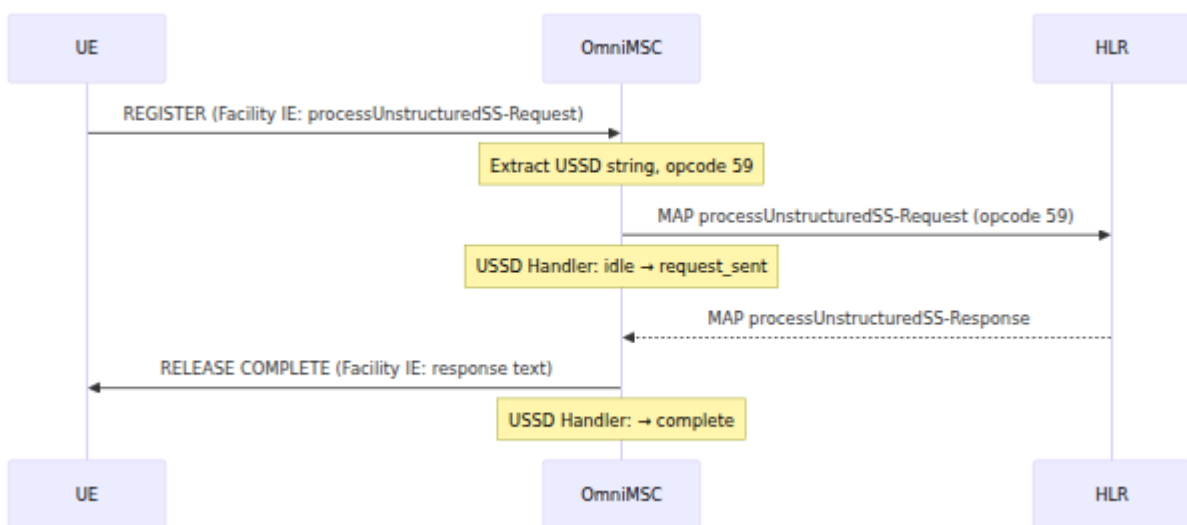 UE OmniMSC HLR
REGISTER (Facility IE: processUnstructuredSS-Request)
Extract USSD string, opcode 59
MAP processUnstructuredSS-Request (opcode 59)
USSD Handler: idle → request_sent
MAP processUnstructuredSS-Response
RELEASE COMPLETE (Facility IE: response text)
USSD Handler: → complete
UE OmniMSC HLR